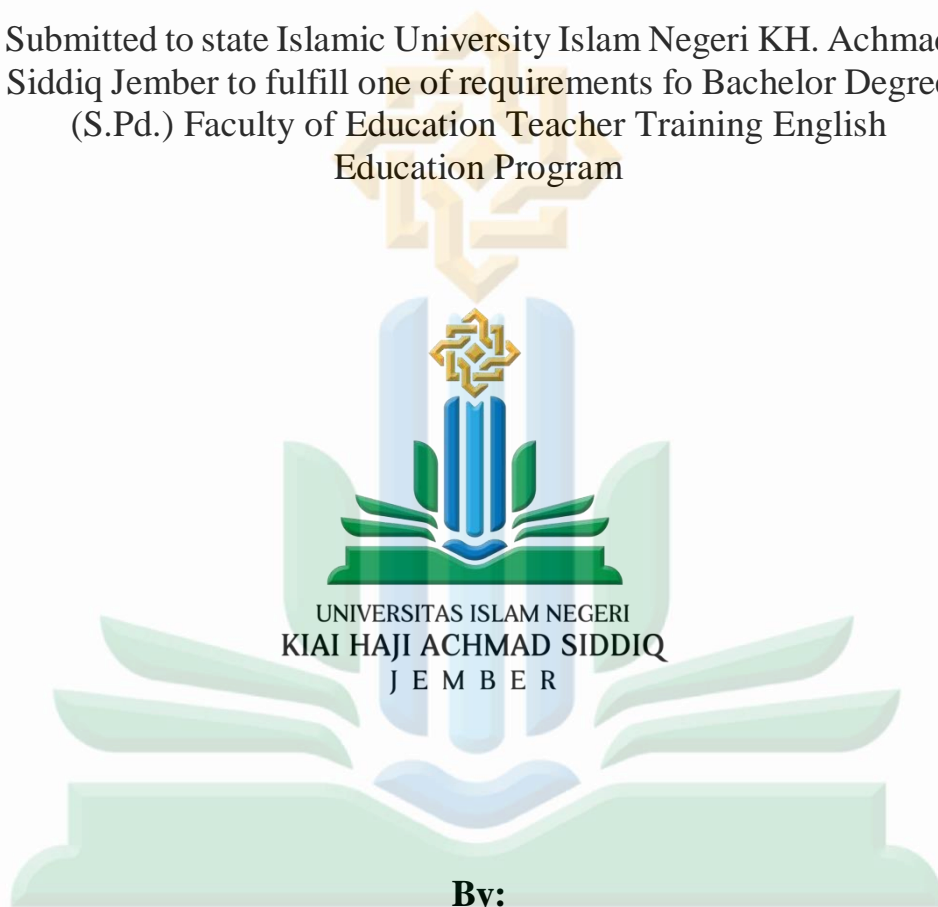 Submitted to state Islamic University Islam Negeri KH. Achmad
Siddiq Jember to fulfill one of requirements fo Bachelor Degree
(S.Pd.) Faculty of Education Teacher Training English
Education Program
UNIVERSITAS ISLAM NEGERI
KIAI HAJI ACHMAD SIDDIQ
JEMBER
By: